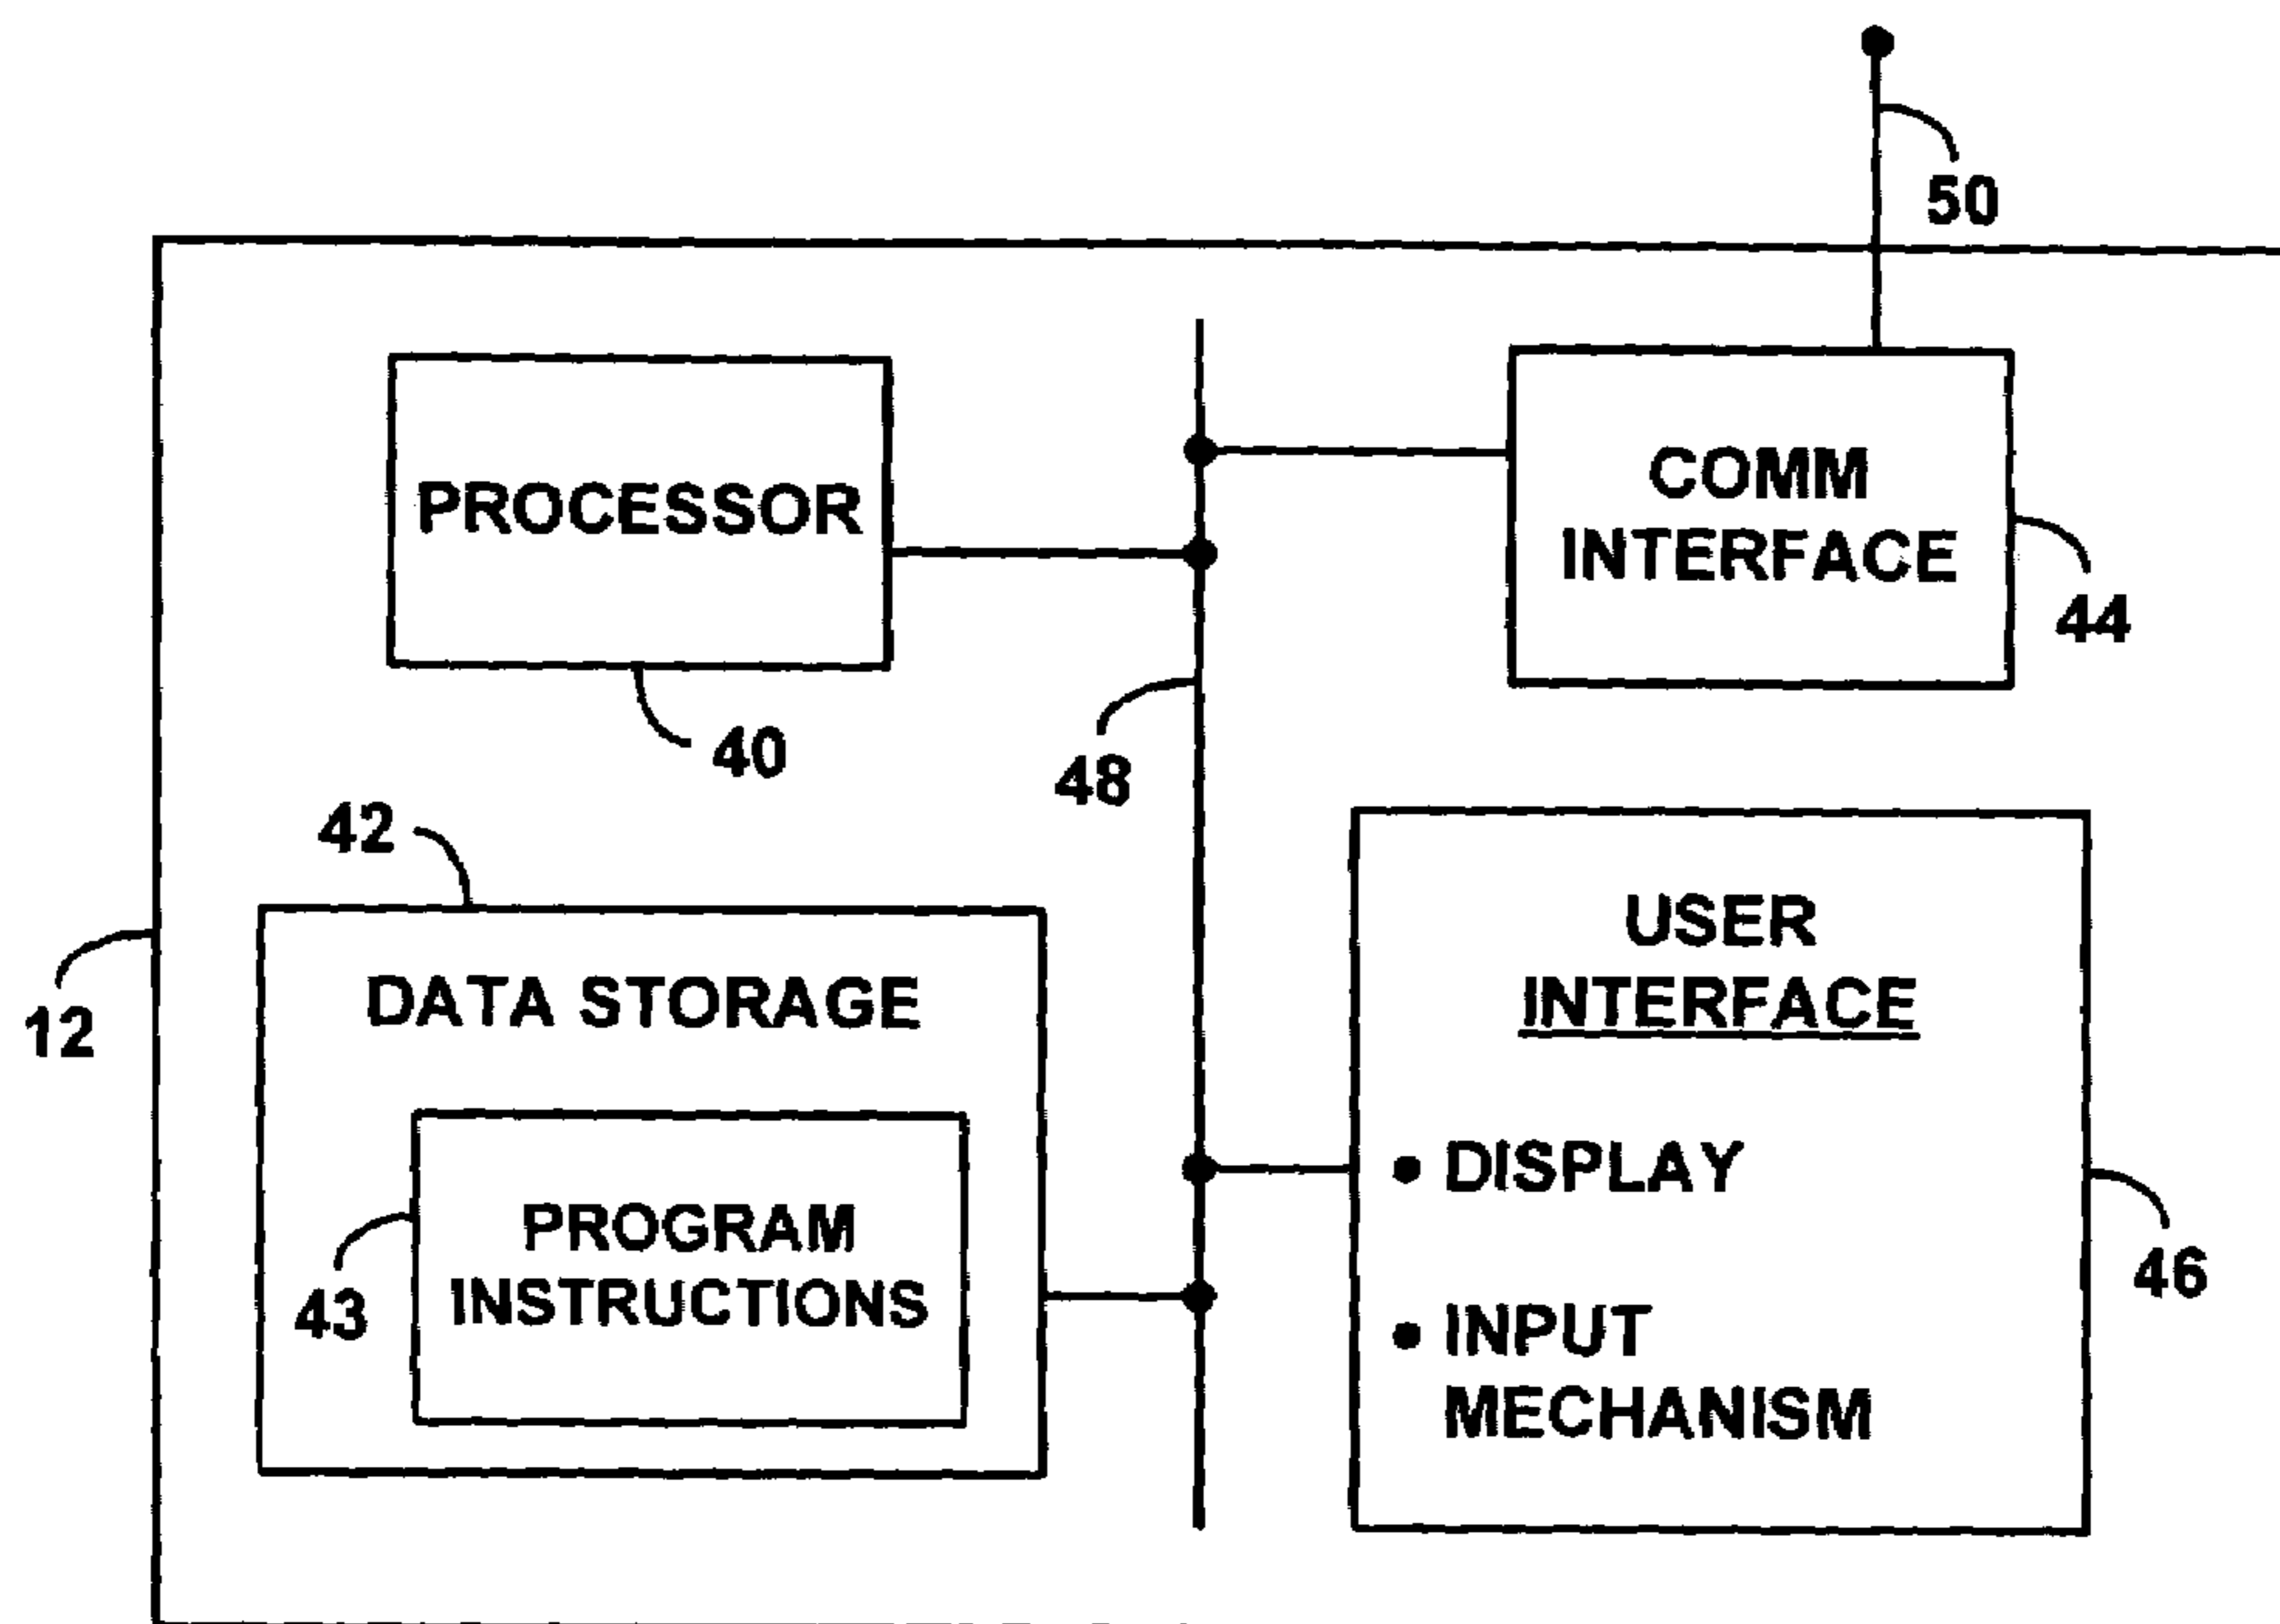 50
PROCESSOR
COMM
INTERFACE
44
40
48
42
12
DATA STORAGE
PROGRAM
INSTRUCTIONS
43
USER
INTERFACE
• DISPLAY
• INPUT
MECHANISM
46